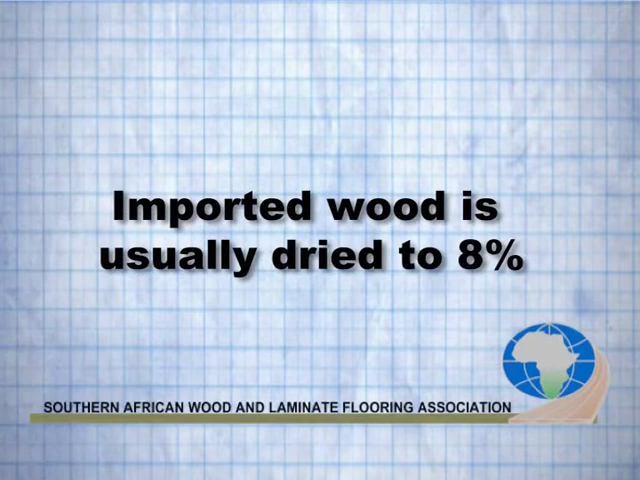 Imported wood is
usually dried to 8%
SOUTHERN AFRICAN WOOD AND LAMINATE FLOORING ASSOCIATION